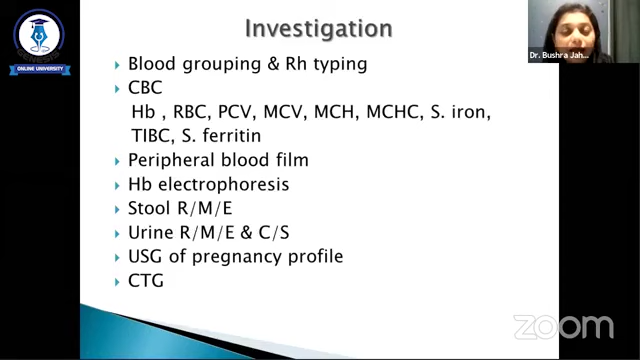 Investigation
Blood grouping & Rh typing
CBC
Hb , RBC, PCV, MCV, MCH, MCHC, S. iron,
TIBC, S. ferritin
Peripheral blood film
Hb electrophoresis
Stool R/M/E
Urine R/M/E & C/S
USG of pregnancy profile
CTG
Dr. Bushra Jah...
ONLINE UNIVERSITY
zoom